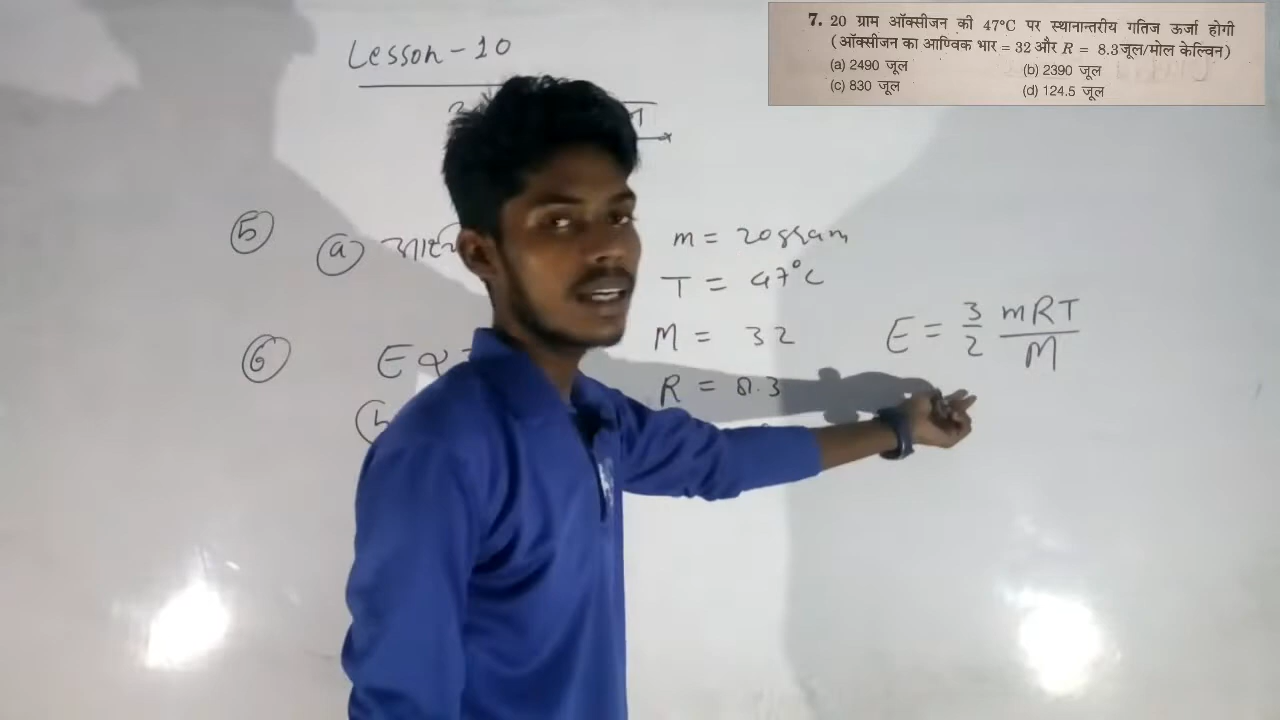 7. 20 ग्राम ऑक्सीजन की 47°C पर स्थानान्तरीय गतिज ऊर्जा होगी
(ऑक्सीजन का आण्विक भार = 32 और R = 8.3जूल/मोल केल्विन)
(a) 2490 जूल (b) 2390 जूल
(c) 830 जूल (d) 124.5 जूल
Lesson-10
5 a
m = 20 gram
T = 47°C
6 E ∝
M = 32
R = 8.3
E = 3/2 mRT/M